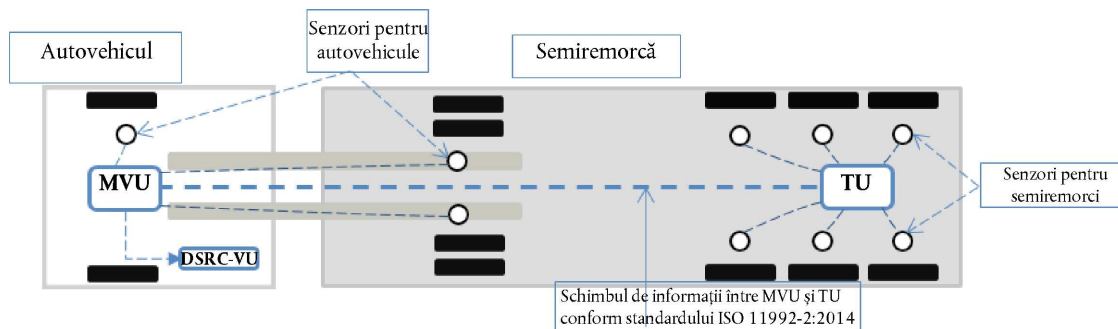 Autovehicul
Senzori pentru
autovehicule
Semiremorcă
MVU
TU
Senzori pentru
semiremorci
DSRC-VU
Schimbul de informații între MVU și TU
conform standardului ISO 11992-2:2014